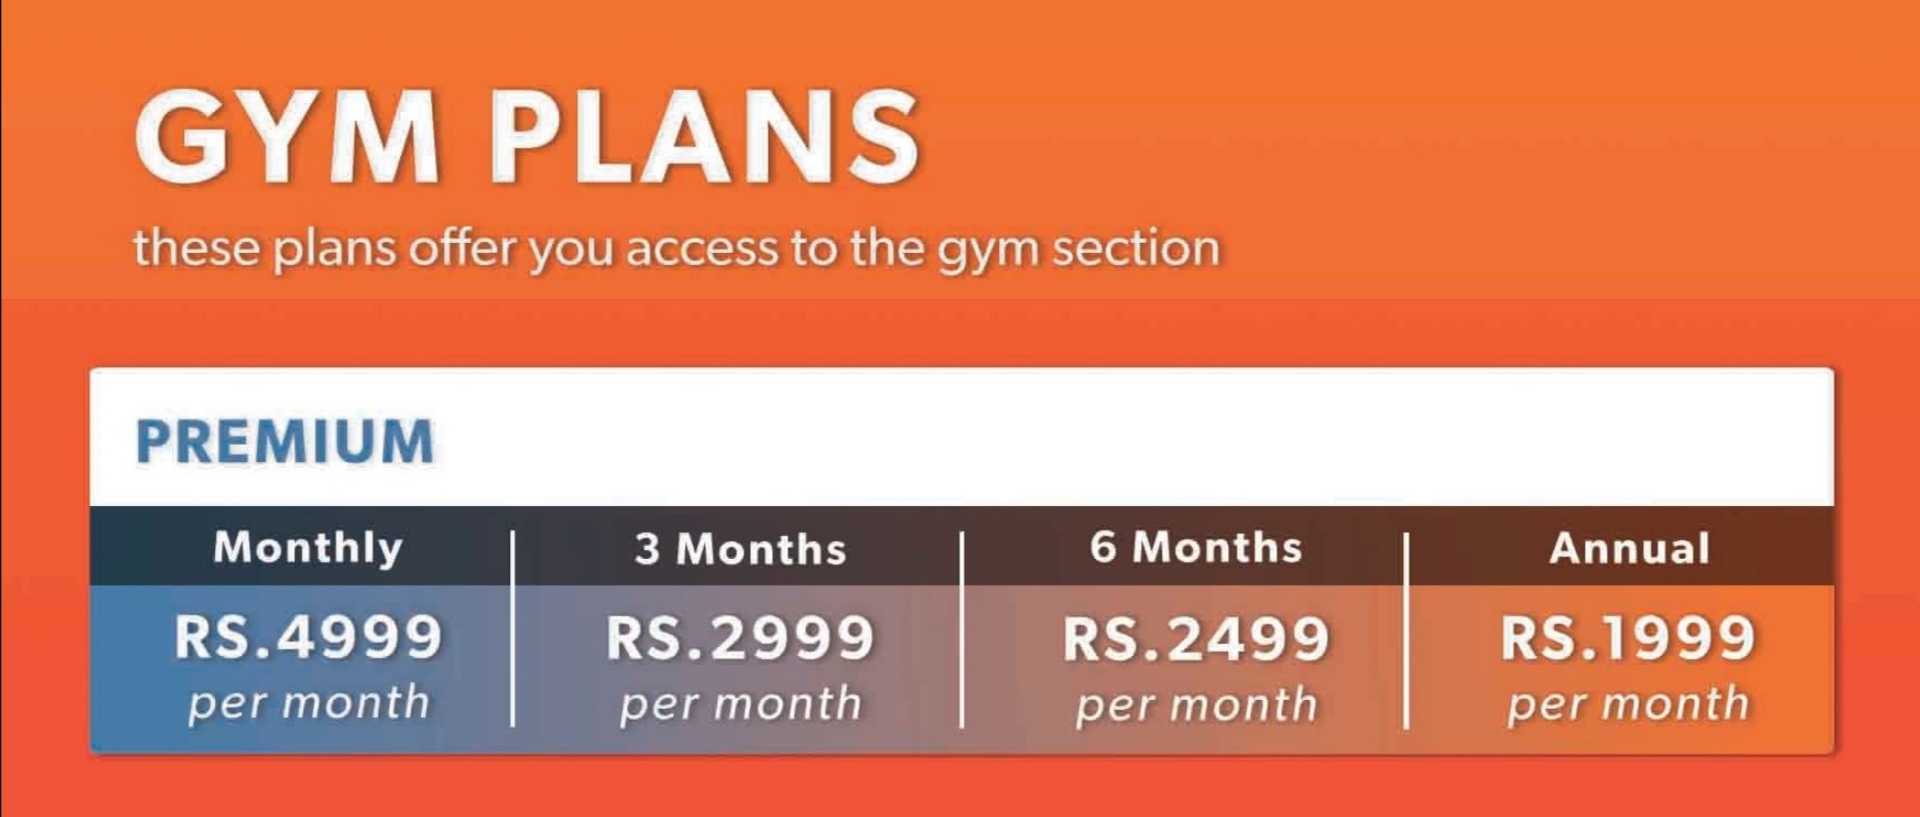 GYM PLANS
these plans offer you access to the gym section
PREMIUM
Monthly
3 Months
6 Months
Annual
RS.4999
RS.2999
RS.2499
RS.1999
per month
per month
per month
per month